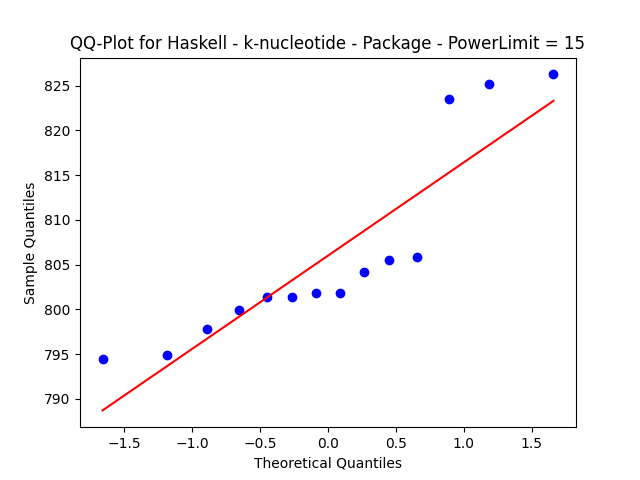 QQ-Plot for Haskell - k-nucleotide - Package - PowerLimit = 15
825
820
815
810
805
800
795
790
Sample Quantiles
−1.5 −1.0 −0.5 0.0 0.5 1.0 1.5
Theoretical Quantiles